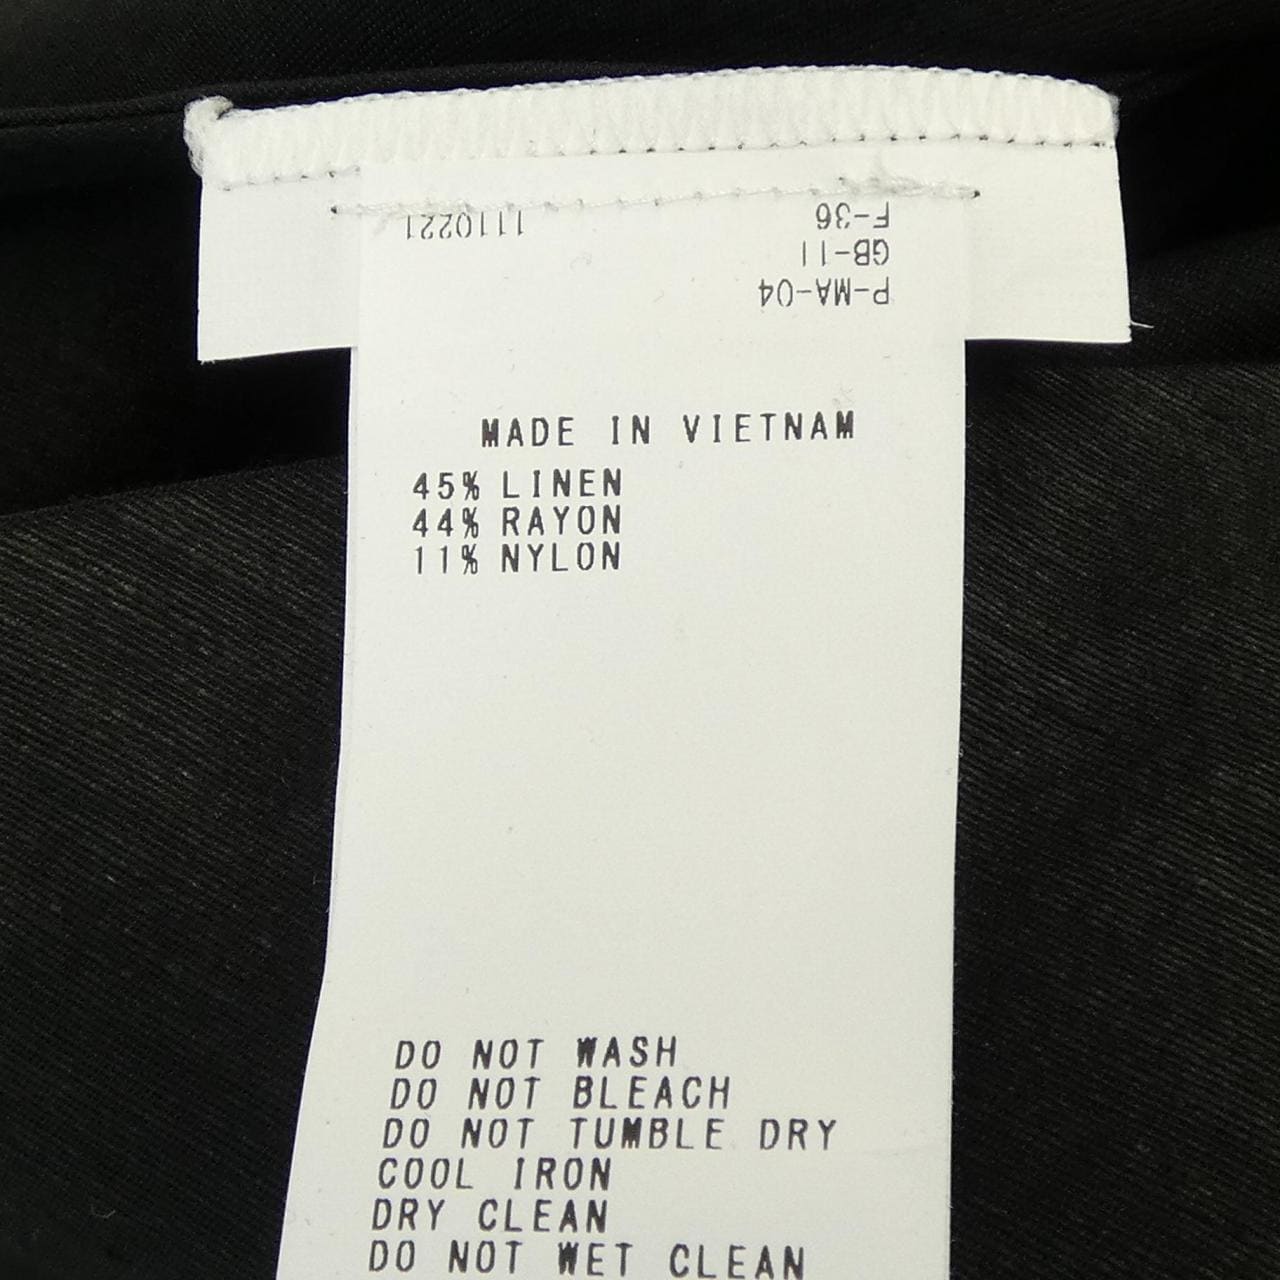 1110221
F-36
GB-11
P-MA-04
MADE IN VIETNAM
45% LINEN
44% RAYON
11% NYLON
DO NOT WASH
DO NOT BLEACH
DO NOT TUMBLE DRY
COOL IRON
DRY CLEAN
DO NOT WET CLEAN